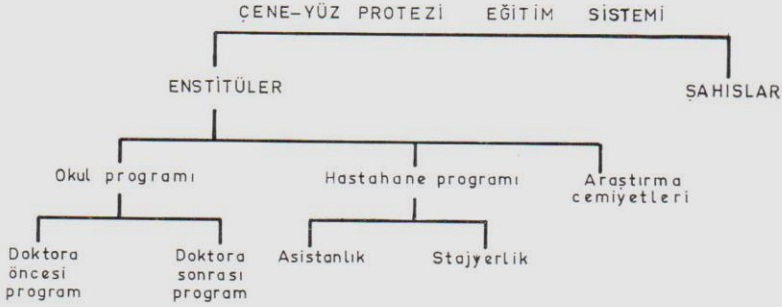 ÇENE-YÜZ PROTEZİ EĞİTİM SİSTEMİ
ENSTİTÜLER
ŞAHISLAR
Okul programı
Hastahane programı
Araştırma
cemiyetleri
Doktora
öncesi
program
Doktora
sonrası
program
Asistanlık
Stajyerlik